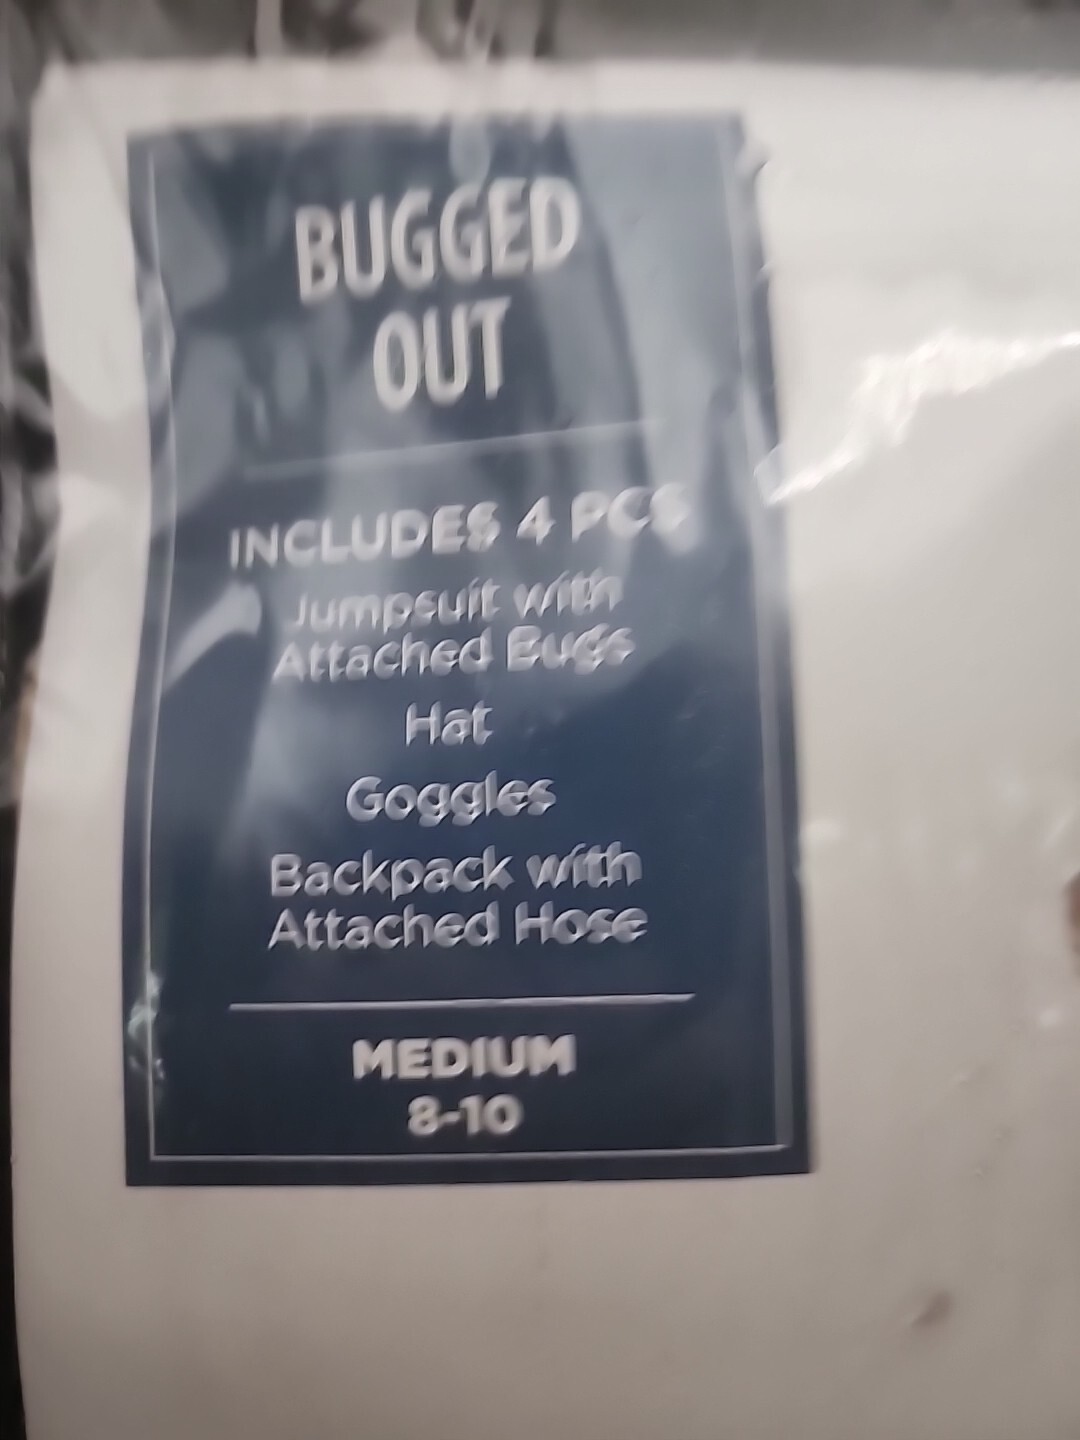 BUGGED
OUT
INCLUDES 4 PCS
Jumpsuit with
Attached Bugs
Hat
Goggles
Backpack with
Attached Hose
MEDIUM
8-10